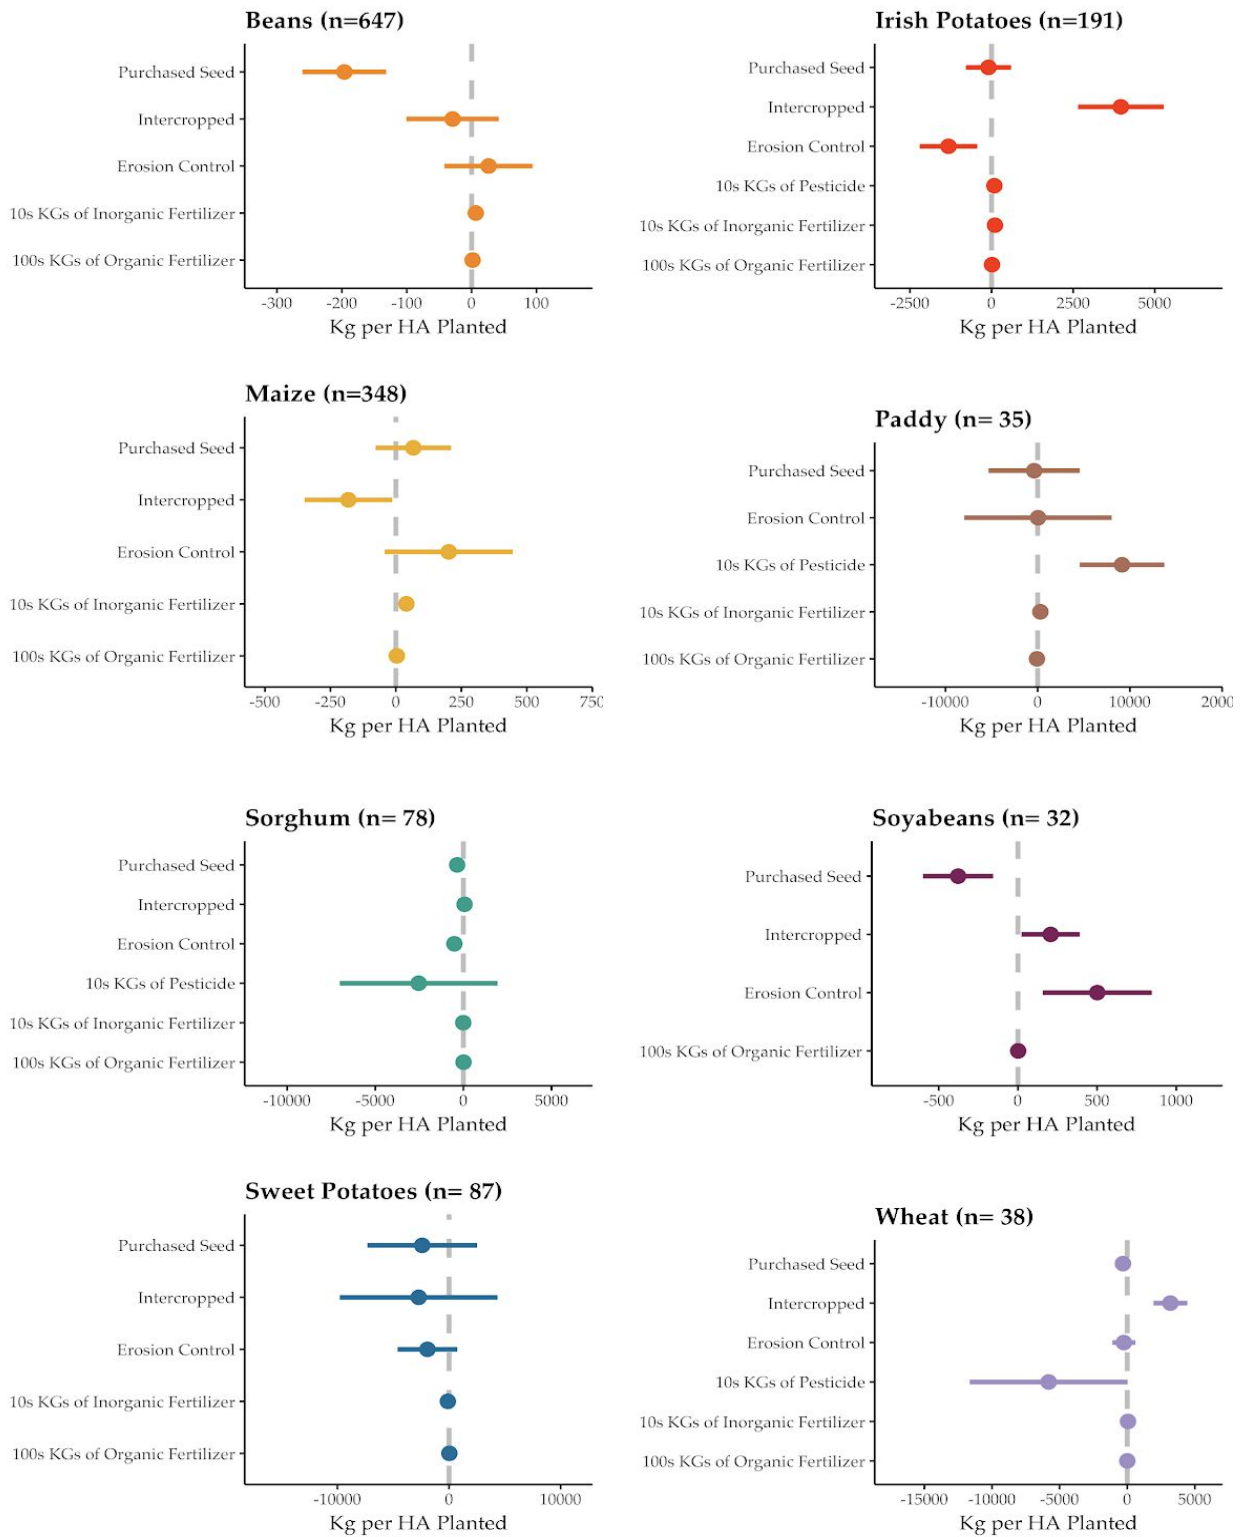 Beans (n=647)
Purchased Seed
Intercropped
Erosion Control
10s KGs of Inorganic Fertilizer
100s KGs of Organic Fertilizer
-300 -200 -100 0 100
Kg per HA Planted
Irish Potatoes (n=191)
Purchased Seed
Intercropped
Erosion Control
10s KGs of Pesticide
10s KGs of Inorganic Fertilizer
100s KGs of Organic Fertilizer
-2500 0 2500 5000
Kg per HA Planted
Maize (n=348)
Purchased Seed
Intercropped
Erosion Control
10s KGs of Inorganic Fertilizer
100s KGs of Organic Fertilizer
-500 -250 0 250 500
Kg per HA Planted
Paddy (n= 35)
Purchased Seed
Erosion Control
10s KGs of Pesticide
10s KGs of Inorganic Fertilizer
100s KGs of Organic Fertilizer
-10000 0 10000 2000
Kg per HA Planted
Sorghum (n= 78)
Purchased Seed
Intercropped
Erosion Control
10s KGs of Pesticide
10s KGs of Inorganic Fertilizer
100s KGs of Organic Fertilizer
-10000 -5000 0 5000
Kg per HA Planted
Soyabeans (n= 32)
Purchased Seed
Intercropped
Erosion Control
100s KGs of Organic Fertilizer
-500 0 500 1000
Kg per HA Planted
Sweet Potatoes (n= 87)
Purchased Seed
Intercropped
Erosion Control
10s KGs of Inorganic Fertilizer
100s KGs of Organic Fertilizer
-10000 0 10000
Kg per HA Planted
Wheat (n= 38)
Purchased Seed
Intercropped
Erosion Control
10s KGs of Pesticide
10s KGs of Inorganic Fertilizer
100s KGs of Organic Fertilizer
-15000 -10000 -5000 0 5000
Kg per HA Planted